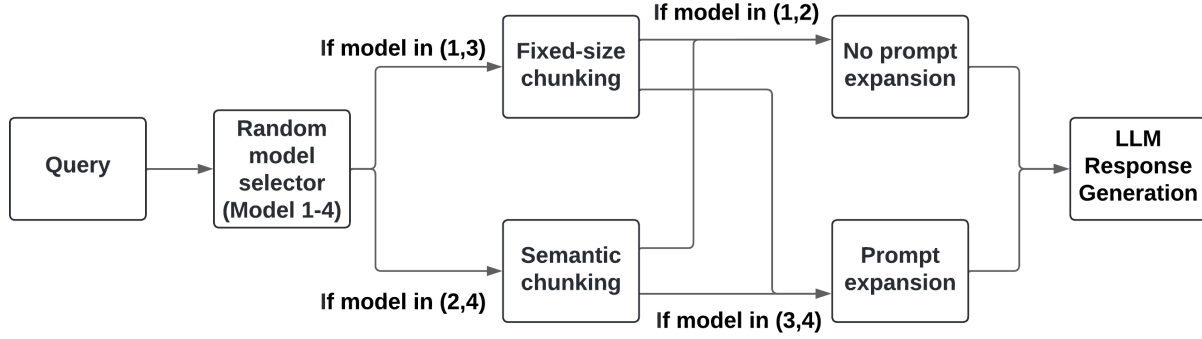 If model in (1,2)
If model in (1,3)
Fixed-size
chunking
No prompt
expansion
Query
Random
model
selector
(Model 1-4)
LLM
Response
Generation
Semantic
chunking
Prompt
expansion
If model in (2,4)
If model in (3,4)